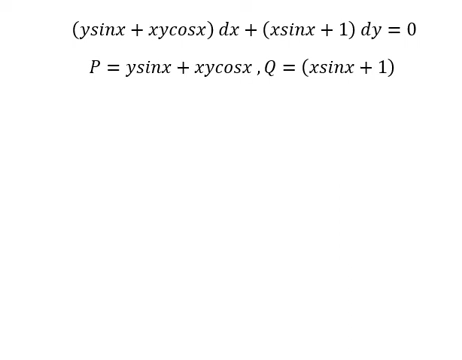 (ysinx + xycosx) dx + (xsinx + 1) dy = 0
P = ysinx + xycosx , Q = (xsinx + 1)